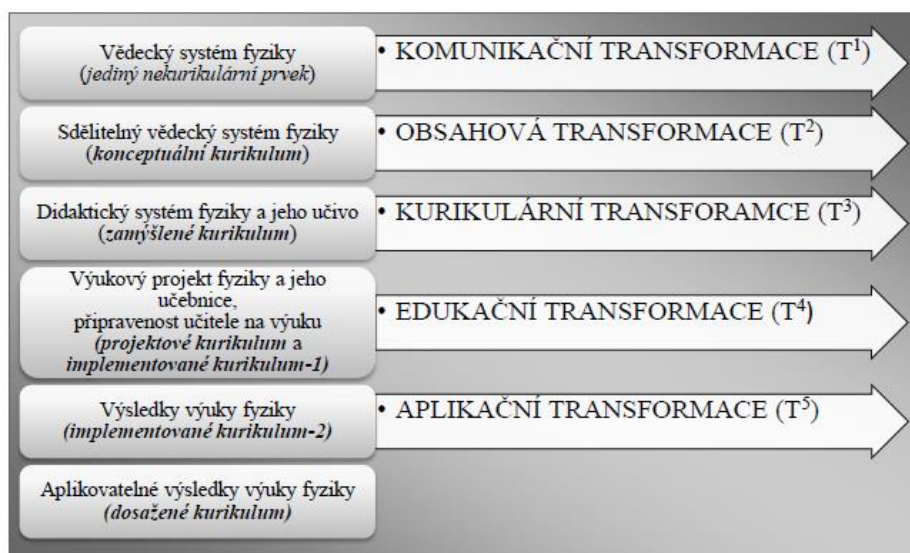 Vědecký systém fyziky
(jediný nekurikulární prvek)
• KOMUNIKAČNÍ TRANSFORMACE (T¹)
Sdělitelný vědecký systém fyziky
(konceptuální kurikulum)
• OBSAHOVÁ TRANSFORMACE (T²)
Didaktický systém fyziky a jeho učivo
(zamýšlené kurikulum)
• KURIKULÁRNÍ TRANSFORAMCE (T³)
Výukový projekt fyziky a jeho
učebnice,
připravenost učitele na výuku
(projektové kurikulum a
implementované kurikulum-1)
• EDUKAČNÍ TRANSFORMACE (T⁴)
Výsledky výuky fyziky
(implementované kurikulum-2)
• APLIKAČNÍ TRANSFORMACE (T⁵)
Aplikovatelné výsledky výuky fyziky
(dosažené kurikulum)